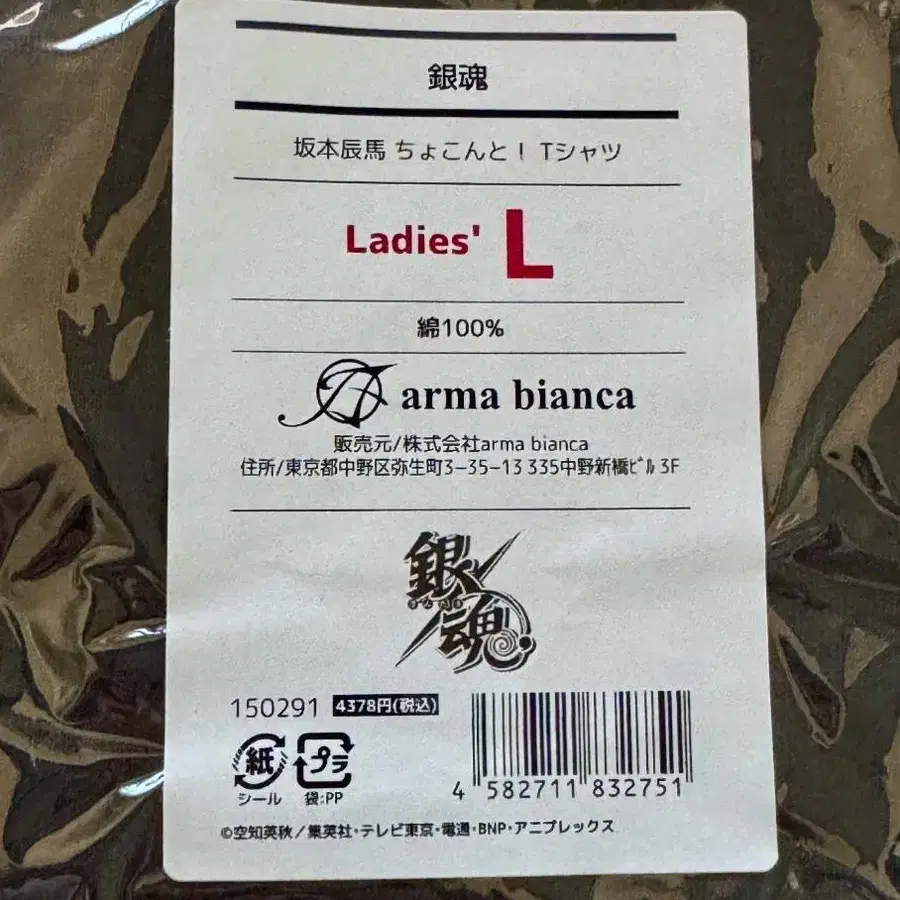 銀魂
坂本辰馬 ちょこんと! Tシャツ
Ladies' L
綿100%
arma bianca
販売元/株式会社arma bianca
住所/東京都中野区弥生町3-35-13 335中野新橋ビル 3F
銀魂
ぎんたま
150291 4378円(税込)
紙 プラ
シール 袋:PP
4 582711 832751
©空知英秋/集英社・テレビ東京・電通・BNP・アニプレックス